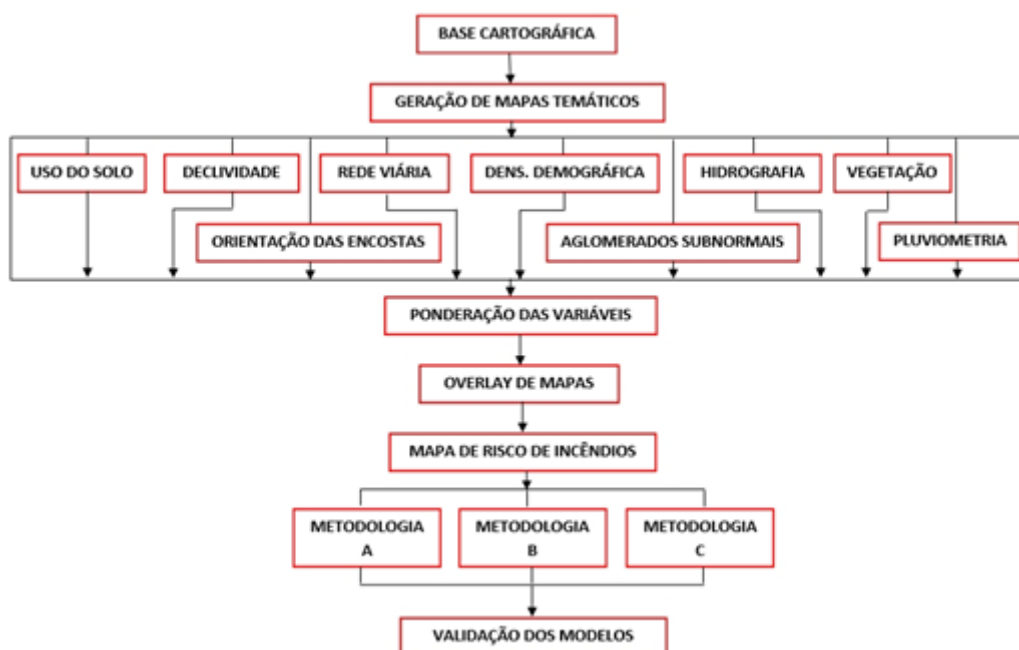 BASE CARTOGRÁFICA
GERAÇÃO DE MAPAS TEMÁTICOS
USO DO SOLO
DECLIVIDADE
REDE VIÁRIA
DENS. DEMOGRÁFICA
HIDROGRAFIA
VEGETAÇÃO
ORIENTAÇÃO DAS ENCOSTAS
AGLOMERADOS SUBNORMAIS
PLUVIOMETRIA
PONDERAÇÃO DAS VARIÁVEIS
OVERLAY DE MAPAS
MAPA DE RISCO DE INCÊNDIOS
METODOLOGIA
A
METODOLOGIA
B
METODOLOGIA
C
VALIDAÇÃO DOS MODELOS